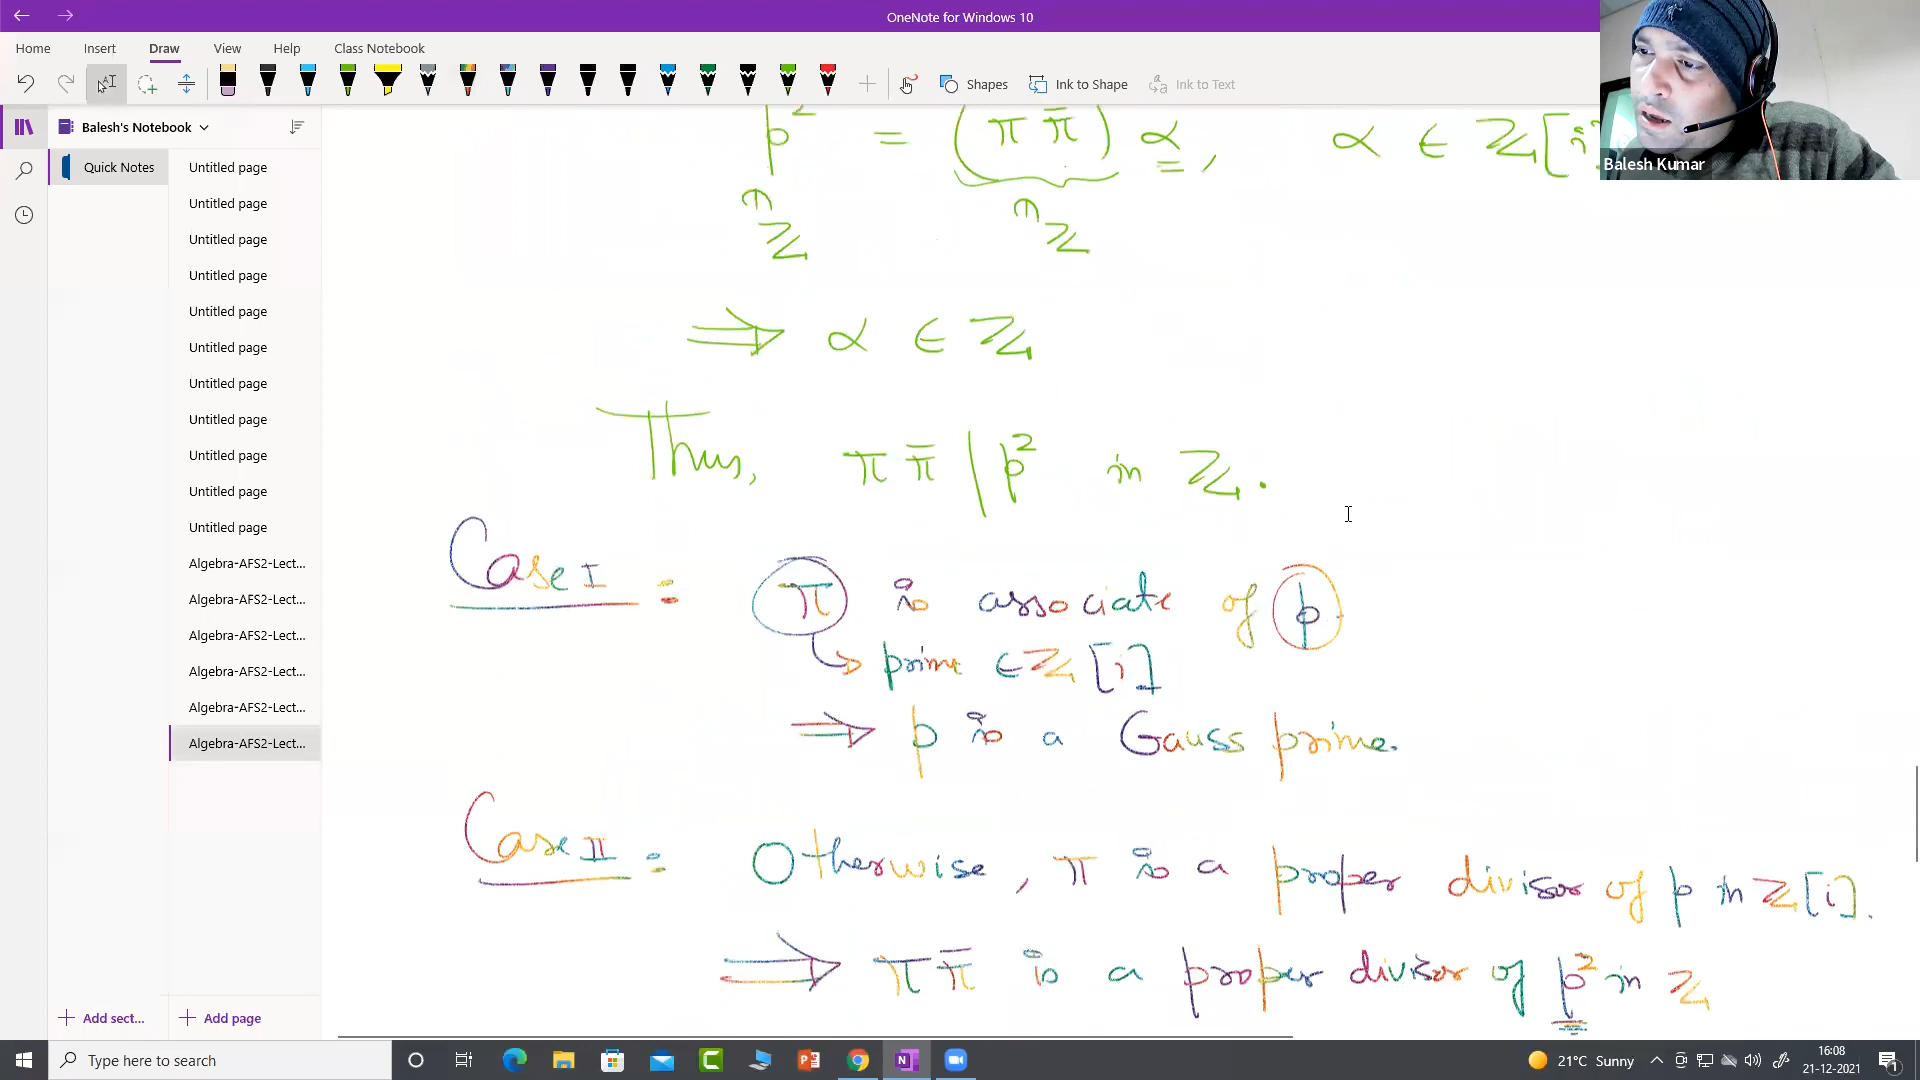 OneNote for Windows 10
Home Insert Draw View Help Class Notebook
Shapes Ink to Shape Ink to Text
Balesh Kumar
Balesh's Notebook
Quick Notes
Untitled page
Untitled page
Untitled page
Untitled page
Untitled page
Untitled page
Untitled page
Untitled page
Untitled page
Untitled page
Untitled page
Algebra-AFS2-Lect...
Algebra-AFS2-Lect...
Algebra-AFS2-Lect...
Algebra-AFS2-Lect...
Algebra-AFS2-Lect...
Algebra-AFS2-Lect...
Add sect... Add page
p² = (π π̄) α, α ∈ ℤ[i
ℤ ℤ
⇒ α ∈ ℤ
Thus, π π̄ | p² in ℤ.
Case I : π is associate of p.
→ prime ∈ ℤ[i]
⇒ p is a Gauss prime.
Case II : Otherwise, π is a proper divisor of p in ℤ[i].
⇒ π π̄ is a proper divisor of p² in ℤ
Type here to search
21°C Sunny
16:08
21-12-2021